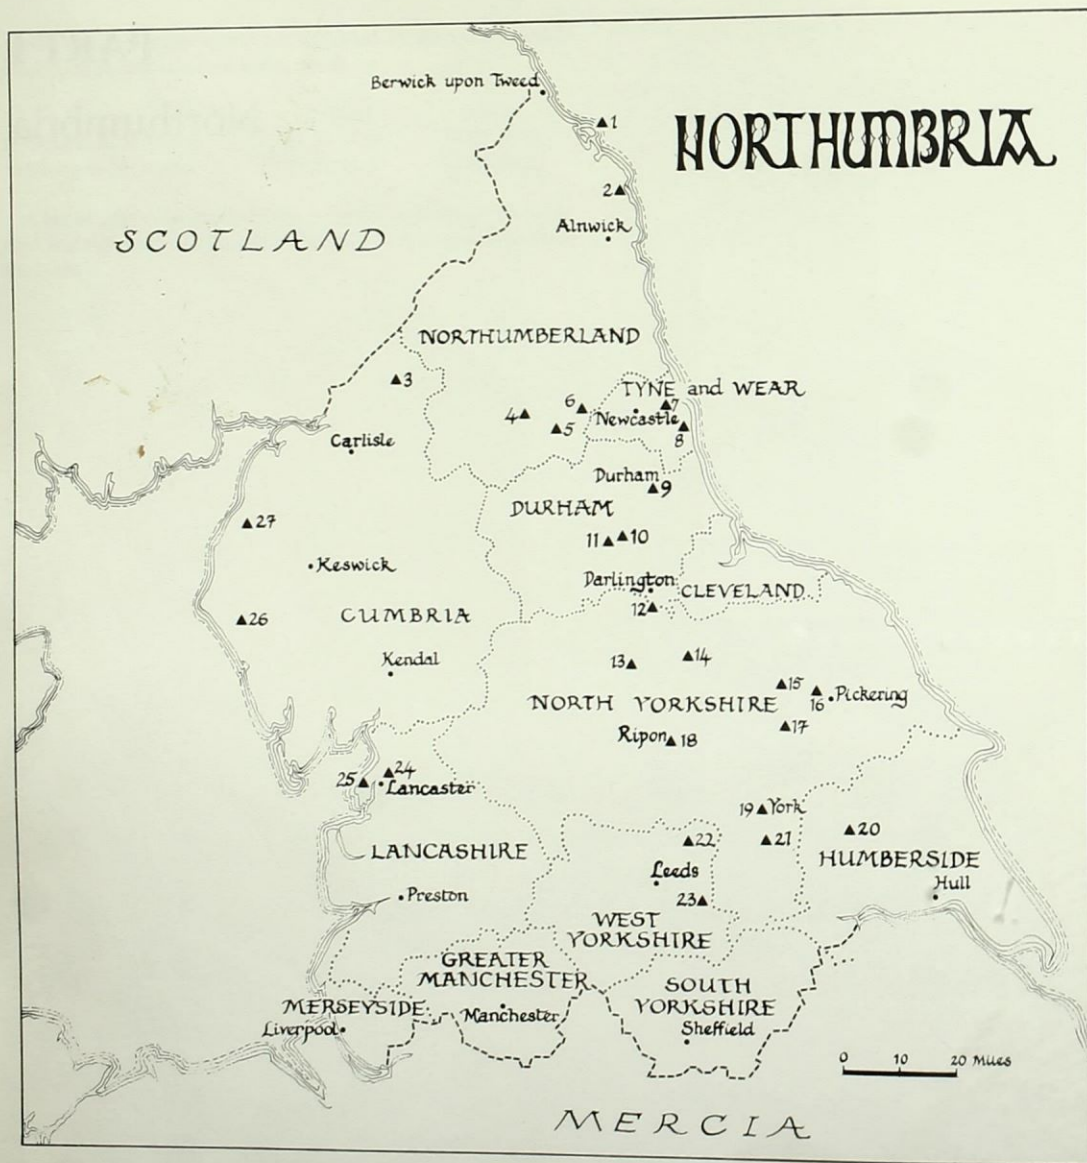 Berwick upon Tweed
1
NORTHUMBRIA
2
Alnwick
SCOTLAND
NORTHUMBERLAND
3
TYNE and WEAR
6
7
4
Newcastle
5
8
Carlisle
Durham
9
DURHAM
27
11
10
Keswick
Darlington
CLEVELAND
12
26
CUMBRIA
14
13
Kendal
15
16
Pickering
NORTH YORKSHIRE
17
Ripon
18
24
25
Lancaster
19
York
20
22
21
LANCASHIRE
HUMBERSIDE
Leeds
Hull
Preston
23
WEST
YORKSHIRE
GREATER
MANCHESTER
SOUTH
YORKSHIRE
MERSEYSIDE
Manchester
Liverpool
Sheffield
0 10 20 Miles
MERCIA